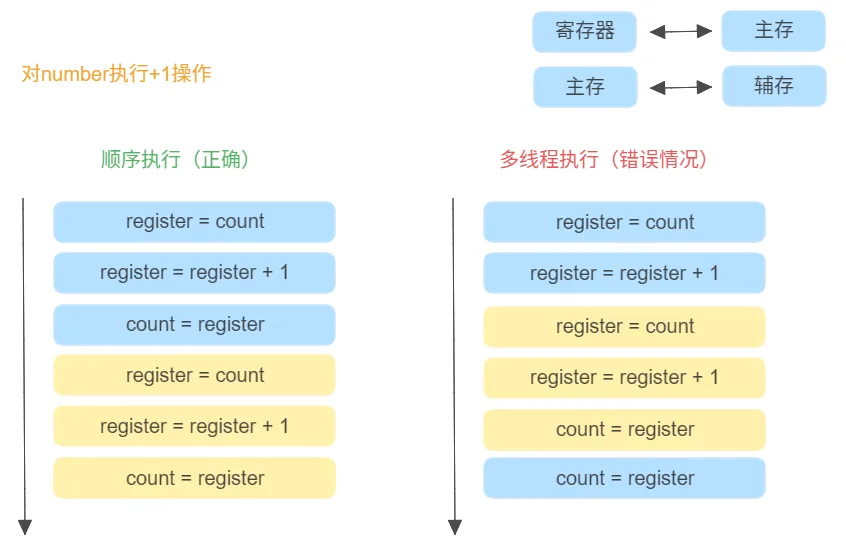 寄存器
主存
对number执行+1操作
主存
辅存
顺序执行（正确）
多线程执行（错误情况）
register = count
register = register + 1
count = register
register = count
register = register + 1
count = register
register = count
register = register + 1
register = count
register = register + 1
count = register
count = register